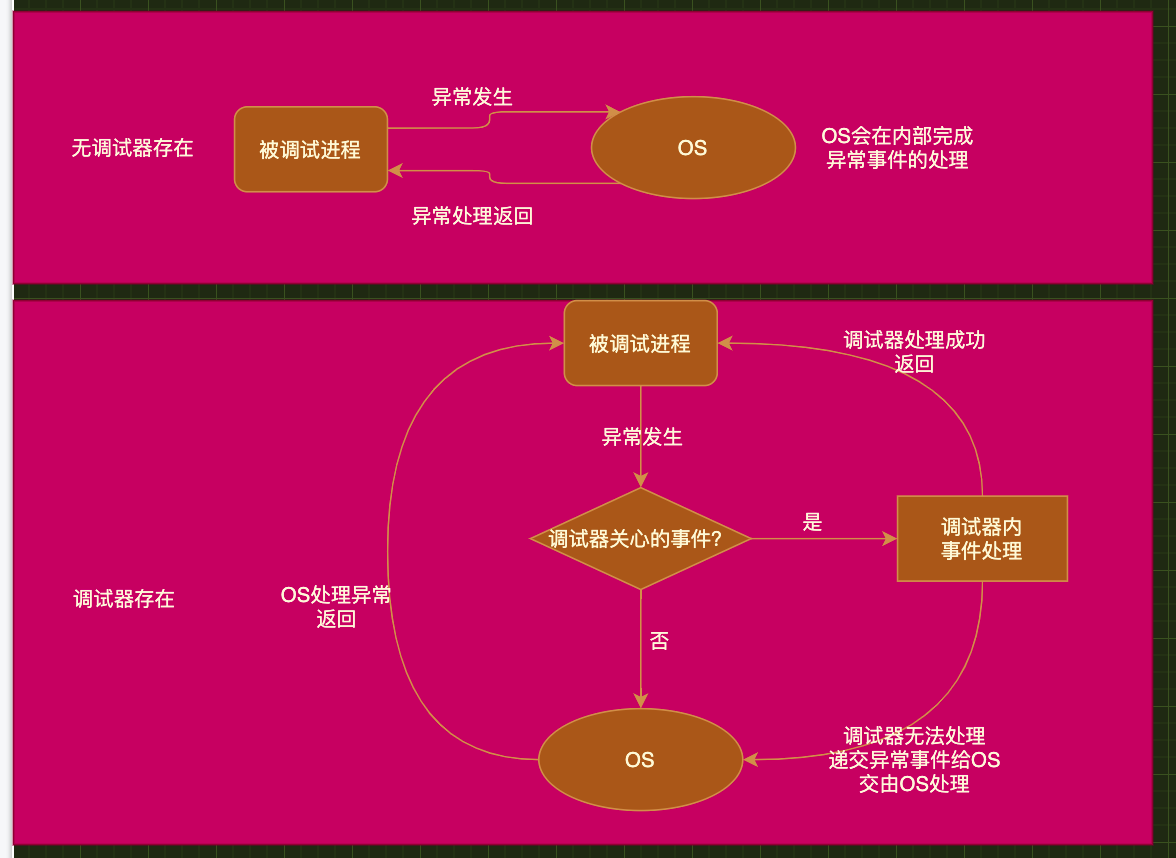 异常发生
无调试器存在
被调试进程
OS
OS会在内部完成
异常事件的处理
异常处理返回
被调试进程
调试器处理成功
返回
异常发生
调试器关心的事件?
是
调试器内
事件处理
调试器存在
OS处理异常
返回
否
OS
调试器无法处理
递交异常事件给OS
交由OS处理